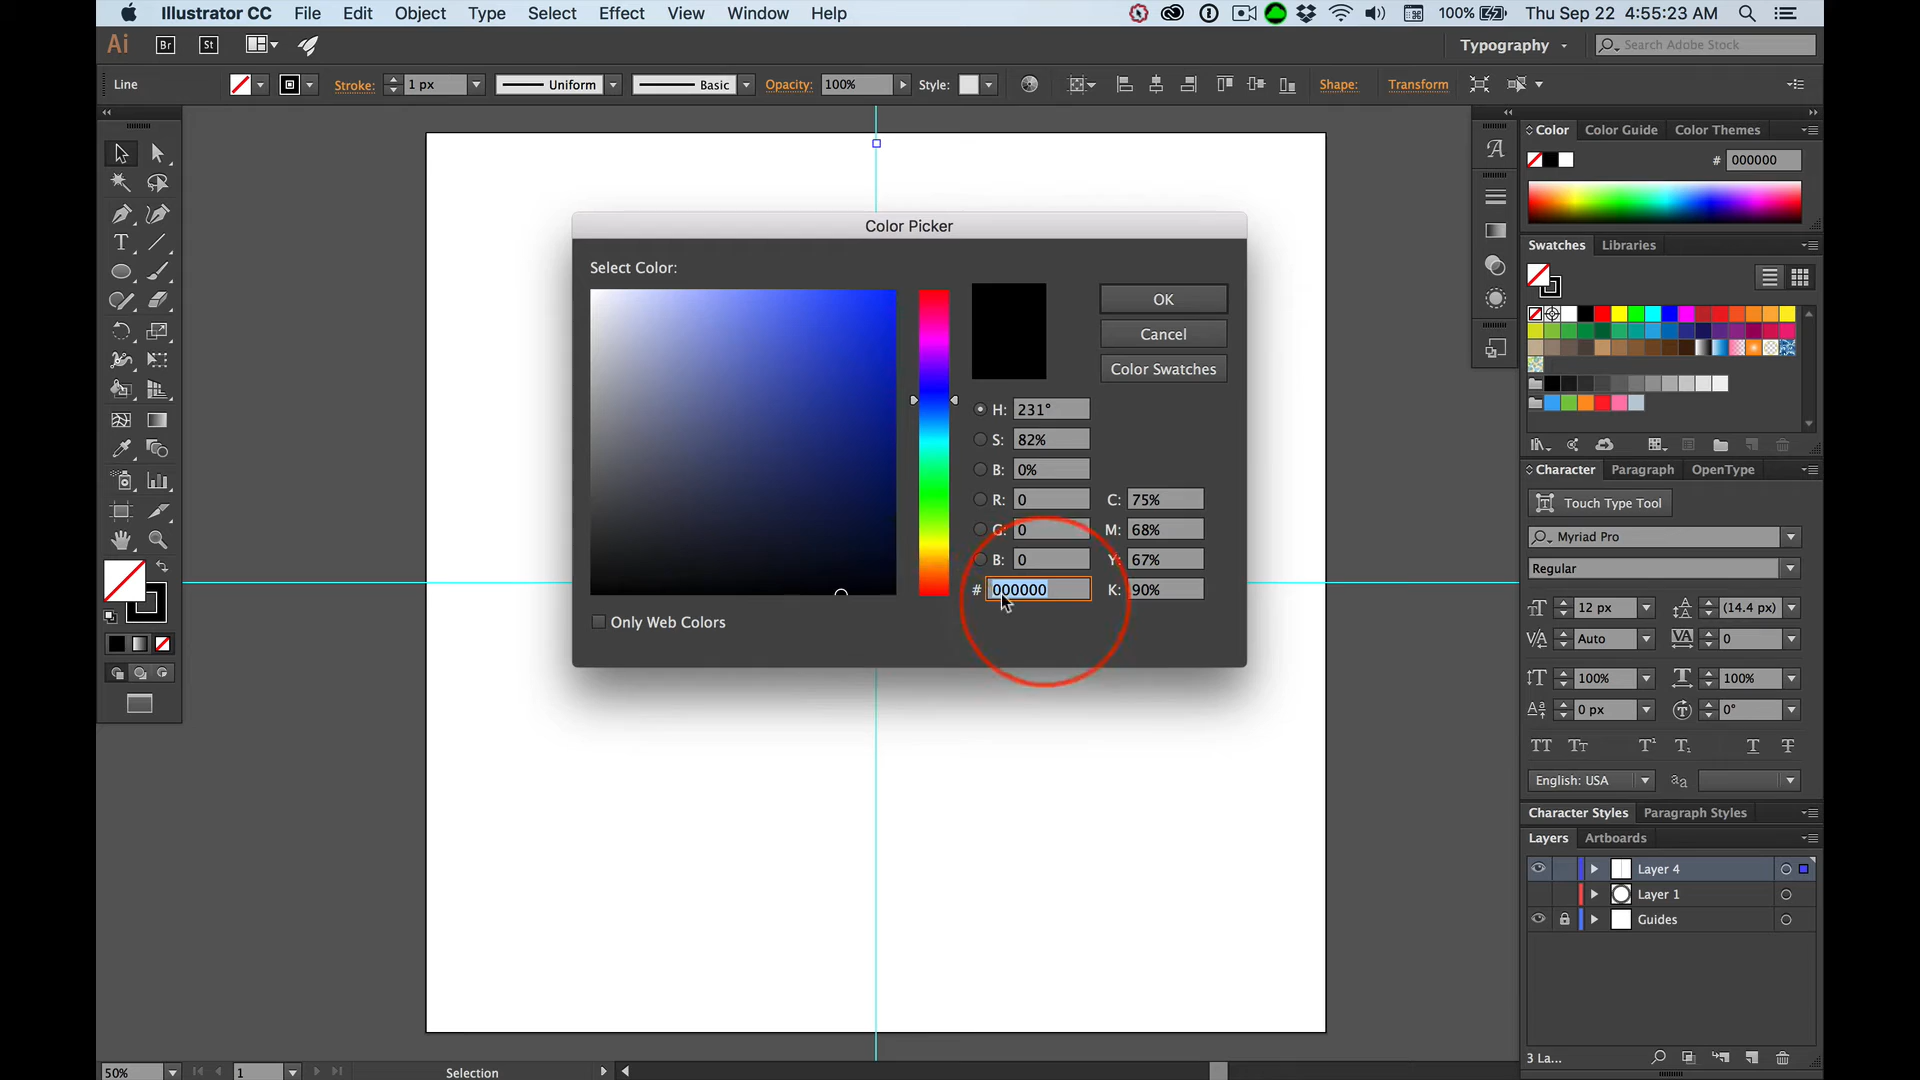 Illustrator CC File Edit Object Type Select Effect View Window Help 100% Thu Sep 22 4:55:23 AM
Ai Br St Typography Search Adobe Stock
Line Stroke: 1 px Uniform Basic Opacity: 100% Style: Shape: Transform
Color Color Guide Color Themes
# 000000
Swatches Libraries
Color Picker
Select Color:
OK
Cancel
Color Swatches
H: 231°
S: 82%
B: 0%
R: 0 C: 75%
G: 0 M: 68%
B: 0 Y: 67%
# 000000 K: 90%
Only Web Colors
Character Paragraph OpenType
Touch Type Tool
Myriad Pro
Regular
12 px (14.4 px)
Auto 0
100% 100%
0 px 0°
English: USA
Character Styles Paragraph Styles
Layers Artboards
Layer 4
Layer 1
Guides
3 La...
50% 1 Selection